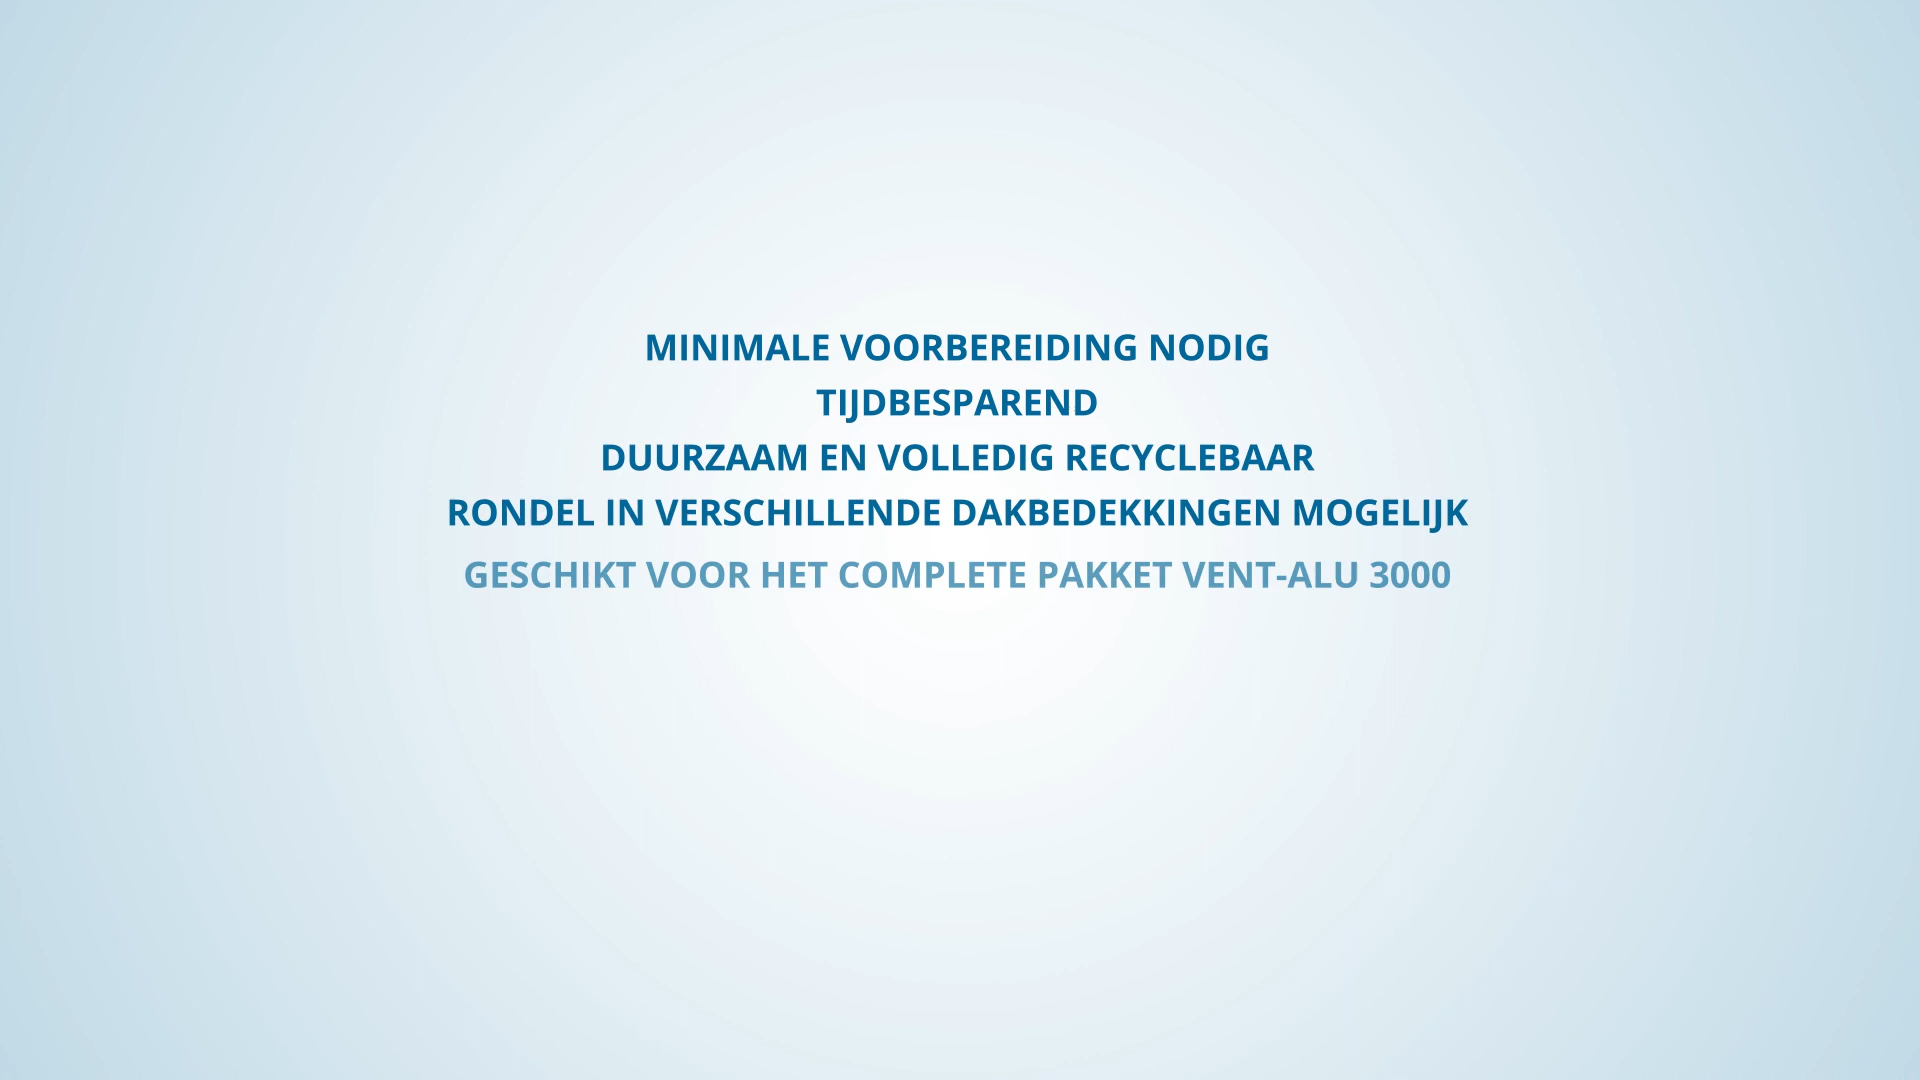 MINIMALE VOORBEREIDING NODIG
TIJDBESPAREND
DUURZAAM EN VOLLEDIG RECYCLEBAAR
RONDEL IN VERSCHILLENDE DAKBEDEKKINGEN MOGELIJK
GESCHIKT VOOR HET COMPLETE PAKKET VENT-ALU 3000